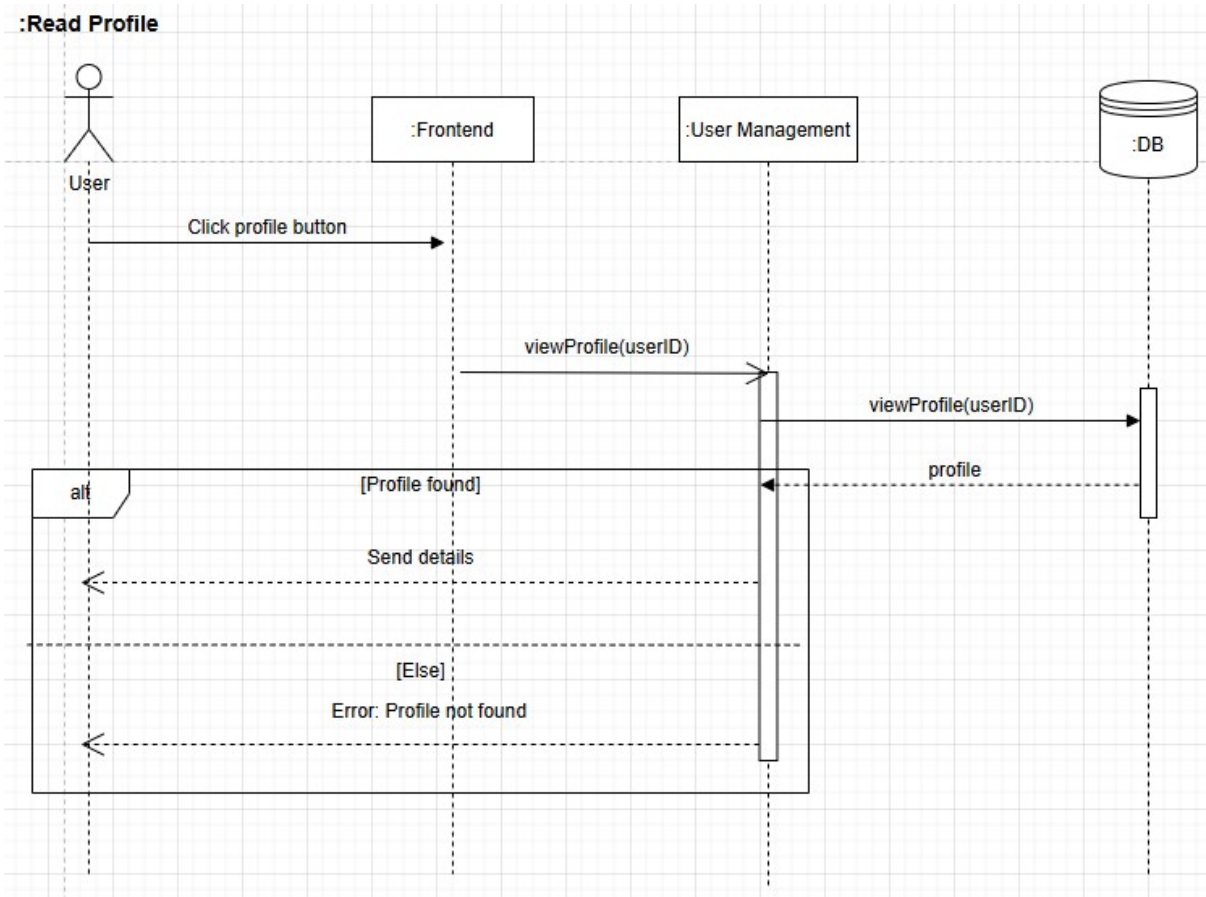 :Read Profile
:Frontend
:User Management
:DB
User
Click profile button
viewProfile(userID)
viewProfile(userID)
profile
alt
[Profile found]
Send details
[Else]
Error: Profile not found